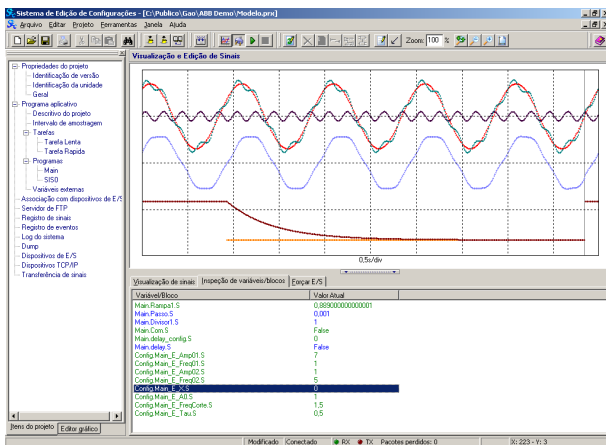 Sistema de Edição de Configurações - [C:\Publico\Gao\ABB Demo\Modelo.prx]
Arquivo Editar Projeto Ferramentas Janela Ajuda
Zoom: 100 %
Propriedades do projeto
Identificação de versão
Identificação da unidade
Geral
Programa aplicativo
Descritivo do projeto
Intervalo de amostragem
Tarefas
Tarefa Lenta
Tarefa Rapida
Programas
Main
SIS0
Variáveis externas
Associação com dispositivos de E/S
Servidor de FTP
Registro de sinais
Registro de eventos
Log do sistema
Dump
Dispositivos de E/S
Dispositivos TCP/IP
Transferência de sinais
Itens do projeto Editor gráfico
Visualização e Edição de Sinais
0,5s/div
Visualização de sinais Inspeção de variáveis/blocos Forçar E/S
Variável/Bloco Valor Atual
Main.Rampa1.S 0,889000000000001
Main.Passo.S 0,001
Main.Divisor1.S 1
Main.Com.S False
Main.delay_config.S 0
Main.delay.S False
Config.Main_E_Amp01.S 7
Config.Main_E_Freq01.S 1
Config.Main_E_Amp02.S 1
Config.Main_E_Freq02.S 5
Config.Main_E_X.S 0
Config.Main_E_A0.S 1
Config.Main_E_FreqCorte.S 1,5
Config.Main_E_Tau.S 0,5
Modificado Conectado RX TX Pacotes perdidos: 0 X: 223 - Y: 3